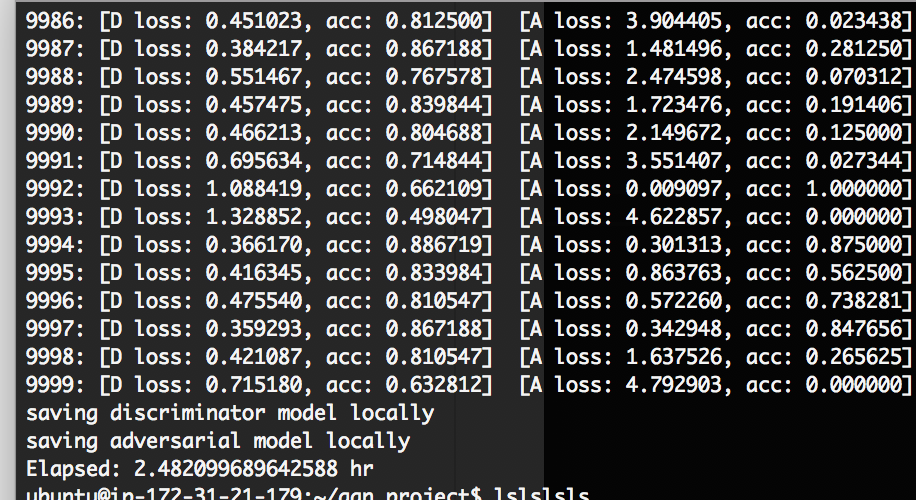 9986: [D loss: 0.451023, acc: 0.812500]  [A loss: 3.904405, acc: 0.023438]
9987: [D loss: 0.384217, acc: 0.867188]  [A loss: 1.481496, acc: 0.281250]
9988: [D loss: 0.551467, acc: 0.767578]  [A loss: 2.474598, acc: 0.070312]
9989: [D loss: 0.457475, acc: 0.839844]  [A loss: 1.723476, acc: 0.191406]
9990: [D loss: 0.466213, acc: 0.804688]  [A loss: 2.149672, acc: 0.125000]
9991: [D loss: 0.695634, acc: 0.714844]  [A loss: 3.551407, acc: 0.027344]
9992: [D loss: 1.088419, acc: 0.662109]  [A loss: 0.009097, acc: 1.000000]
9993: [D loss: 1.328852, acc: 0.498047]  [A loss: 4.622857, acc: 0.000000]
9994: [D loss: 0.366170, acc: 0.886719]  [A loss: 0.301313, acc: 0.875000]
9995: [D loss: 0.416345, acc: 0.833984]  [A loss: 0.863763, acc: 0.562500]
9996: [D loss: 0.475540, acc: 0.810547]  [A loss: 0.572260, acc: 0.738281]
9997: [D loss: 0.359293, acc: 0.867188]  [A loss: 0.342948, acc: 0.847656]
9998: [D loss: 0.421087, acc: 0.810547]  [A loss: 1.637526, acc: 0.265625]
9999: [D loss: 0.715180, acc: 0.632812]  [A loss: 4.792903, acc: 0.000000]
saving discriminator model locally
saving adversarial model locally
Elapsed: 2.482099689642588 hr
ubuntu@ip-172-31-21-179:~/gan_project$ lslslsls